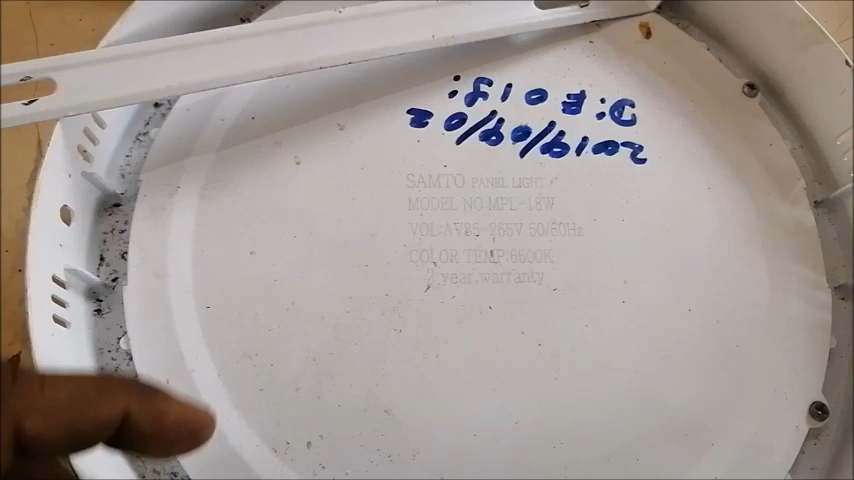 SAMTO PANEL LIGHT
MODEL NO:MPL-18W
VOL:AV85-265V 50/60Hz
COLOR TEMP:6500K
2 year.warranty
2019/09/02